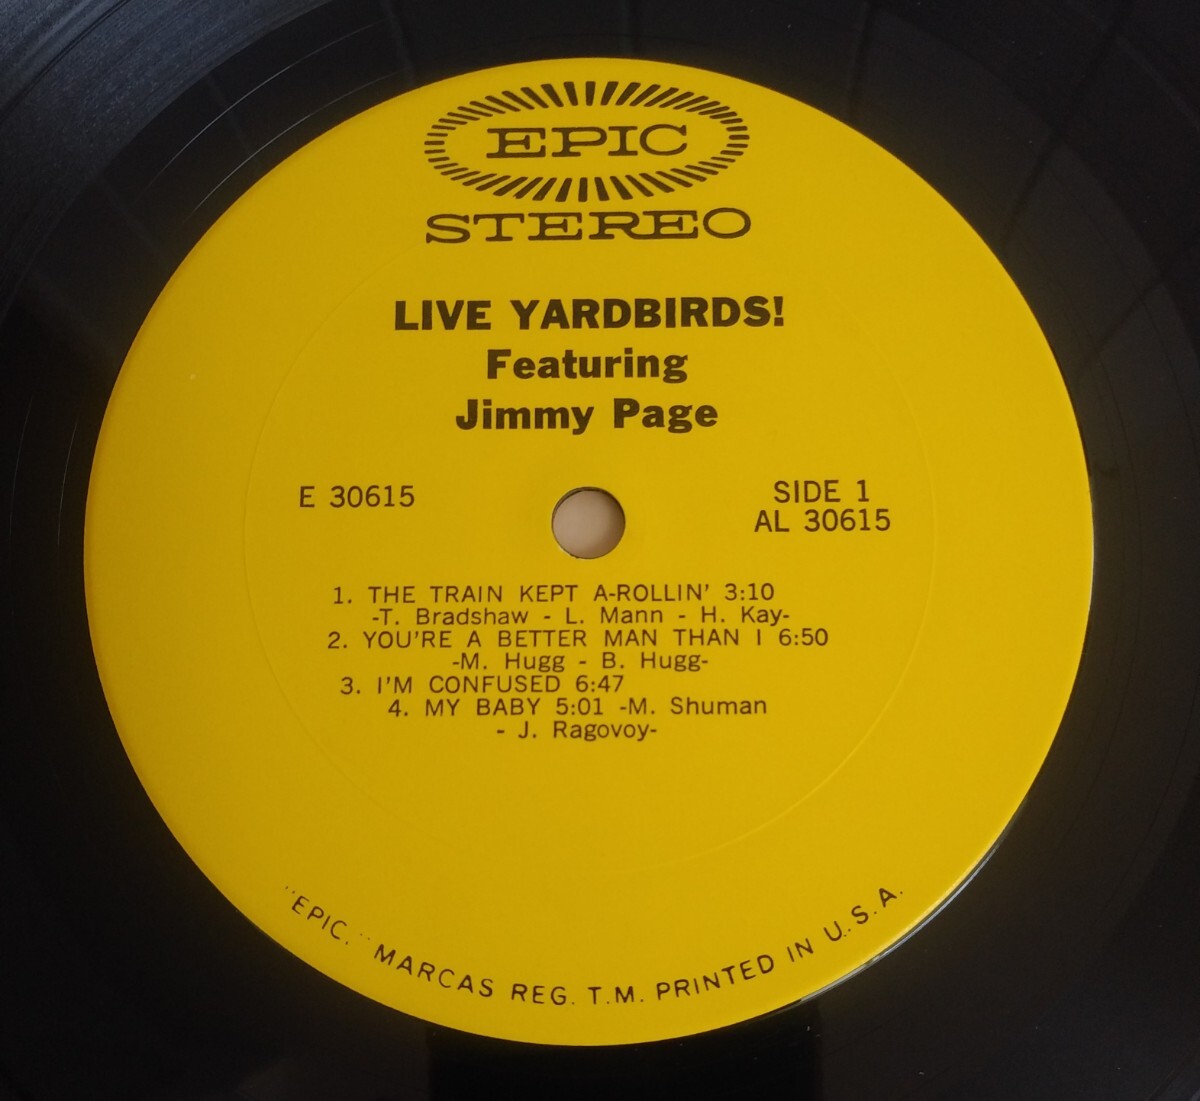 EPIC
STEREO
LIVE YARDBIRDS!
Featuring
Jimmy Page
E 30615
SIDE 1
AL 30615
1. THE TRAIN KEPT A-ROLLIN' 3:10
-T. Bradshaw - L. Mann - H. Kay-
2. YOU'RE A BETTER MAN THAN I 6:50
-M. Hugg - B. Hugg-
3. I'M CONFUSED 6:47
4. MY BABY 5:01 -M. Shuman
- J. Ragovoy-
"EPIC." MARCAS REG. T.M. PRINTED IN U.S.A.